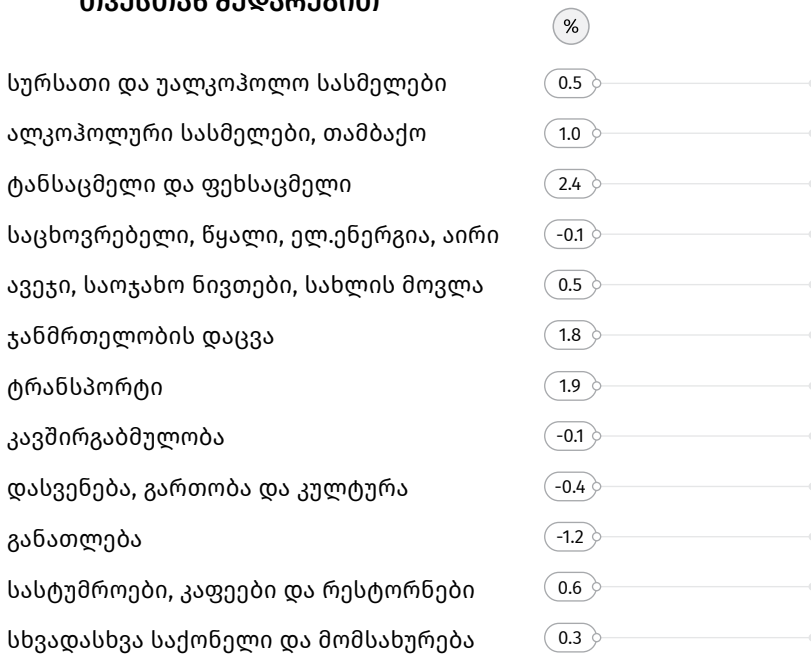 თვესთან შედარებით
%
სურსათი და უალკოჰოლო სასმელები 0.5
ალკოჰოლური სასმელები, თამბაქო 1.0
ტანსაცმელი და ფეხსაცმელი 2.4
საცხოვრებელი, წყალი, ელ.ენერგია, აირი -0.1
ავეჯი, საოჯახო ნივთები, სახლის მოვლა 0.5
ჯანმრთელობის დაცვა 1.8
ტრანსპორტი 1.9
კავშირგაბმულობა -0.1
დასვენება, გართობა და კულტურა -0.4
განათლება -1.2
სასტუმროები, კაფეები და რესტორნები 0.6
სხვადასხვა საქონელი და მომსახურება 0.3